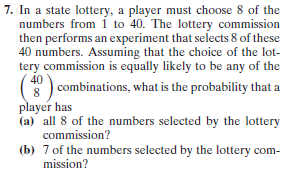 7. In a state lottery, a player must choose 8 of the
numbers from 1 to 40. The lottery commission
then performs an experiment that selects 8 of these
40 numbers. Assuming that the choice of the lot-
tery commission is equally likely to be any of the
(40 8) combinations, what is the probability that a
player has
(a) all 8 of the numbers selected by the lottery
commission?
(b) 7 of the numbers selected by the lottery com-
mission?